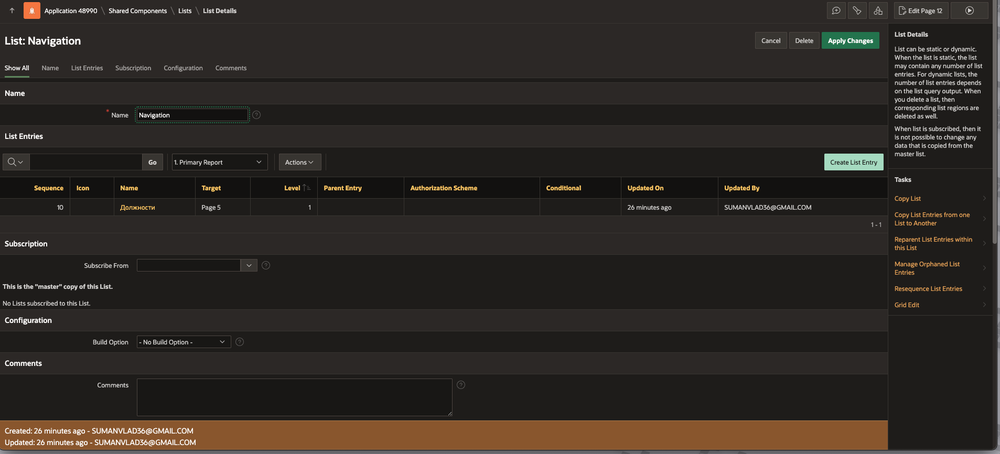 Application 48990 \ Shared Components \ Lists \ List Details
Edit Page 12
List: Navigation
Cancel Delete Apply Changes
Show All Name List Entries Subscription Configuration Comments
Name
* Name Navigation ?
List Entries
Go 1. Primary Report Actions Create List Entry
Sequence Icon Name Target Level Parent Entry Authorization Scheme Conditional Updated On Updated By
10 Должности Page 5 1 26 minutes ago SUMANVLAD36@GMAIL.COM
1 - 1
Subscription
Subscribe From ?
This is the "master" copy of this List.
No Lists subscribed to this List.
Configuration
Build Option - No Build Option - ?
Comments
Comments ?
Created: 26 minutes ago - SUMANVLAD36@GMAIL.COM
Updated: 26 minutes ago - SUMANVLAD36@GMAIL.COM
List Details
List can be static or dynamic.
When the list is static, the list
may contain any number of list
entries. For dynamic lists, the
number of list entries depends
on the list query output. When
you delete a list, then
corresponding list regions are
deleted as well.
When list is subscribed, then it
is not possible to change any
data that is copied from the
master list.
Tasks
Copy List
Copy List Entries from one
List to Another
Reparent List Entries within
this List
Manage Orphaned List
Entries
Resequence List Entries
Grid Edit